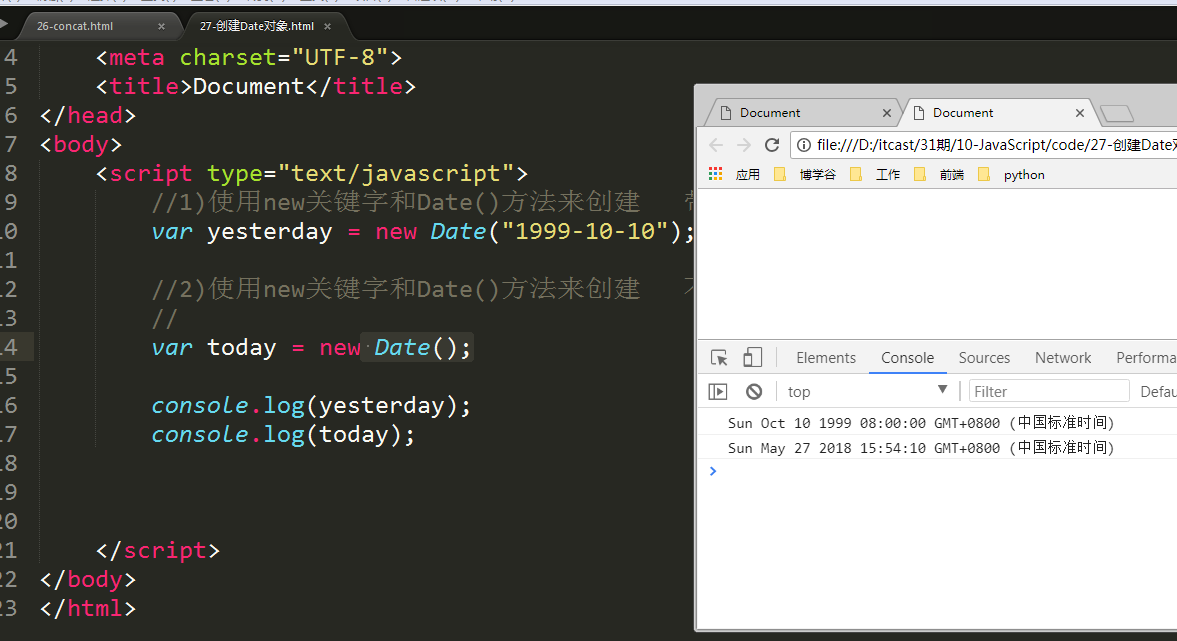 26-concat.html
27-创建Date对象.html
4 <meta charset="UTF-8">
5 <title>Document</title>
6 </head>
7 <body>
8 <script type="text/javascript">
9 //1)使用new关键字和Date()方法来创建
10 var yesterday = new Date("1999-10-10");
11
12 //2)使用new关键字和Date()方法来创建
13 //
14 var today = new Date();
15
16 console.log(yesterday);
17 console.log(today);
18
19
20
21 </script>
22 </body>
23 </html>
Document
Document
file:///D:/itcast/31期/10-JavaScript/code/27-创建Date
应用 博学谷 工作 前端 python
Elements Console Sources Network Performa
top Filter Defau
Sun Oct 10 1999 08:00:00 GMT+0800 (中国标准时间)
Sun May 27 2018 15:54:10 GMT+0800 (中国标准时间)